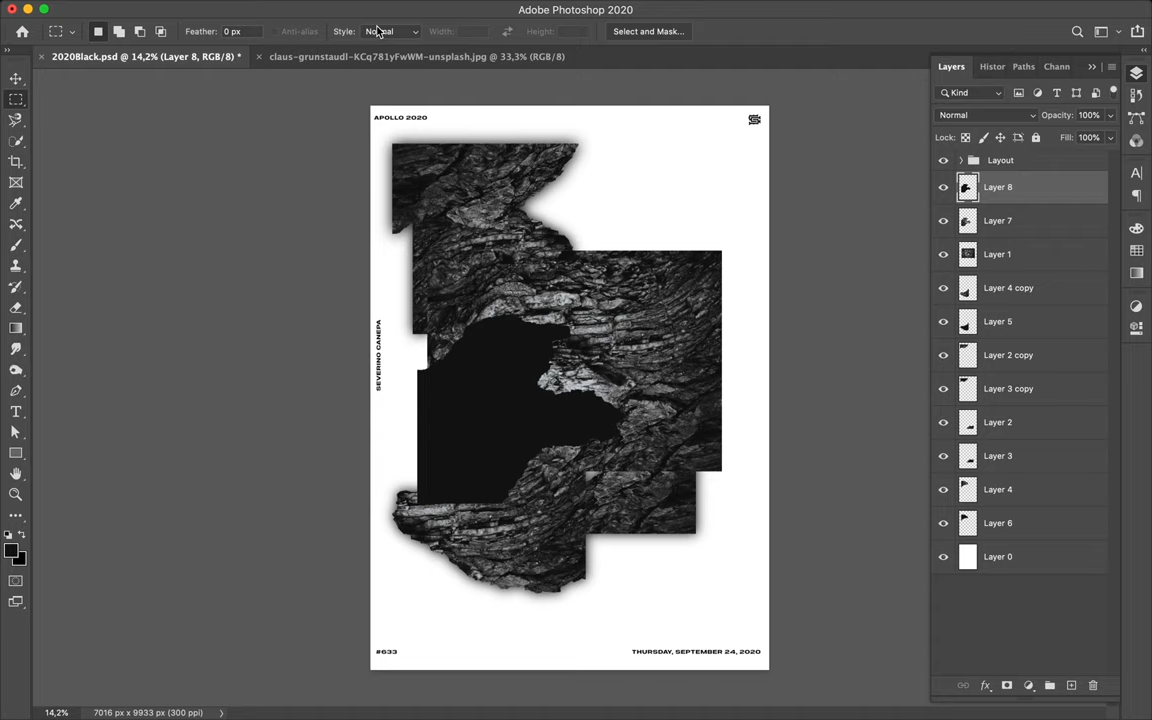 Adobe Photoshop 2020
Feather: 0 px Anti-alias Style: Normal Width: Height: Select and Mask...
2020Black.psd @ 14,2% (Layer 8, RGB/8) * claus-grunstaudl-KCq781yFwWM-unsplash.jpg @ 33,3% (RGB/8)
Layers Histor Paths Chann
Kind
Normal Opacity: 100%
Lock: Fill: 100%
Layout
Layer 8
Layer 7
Layer 1
Layer 4 copy
Layer 5
Layer 2 copy
Layer 3 copy
Layer 2
Layer 3
Layer 4
Layer 6
Layer 0
APOLLO 2020
SEVERINO CANEPA
#633 THURSDAY, SEPTEMBER 24, 2020
14,2% 7016 px x 9933 px (300 ppi)